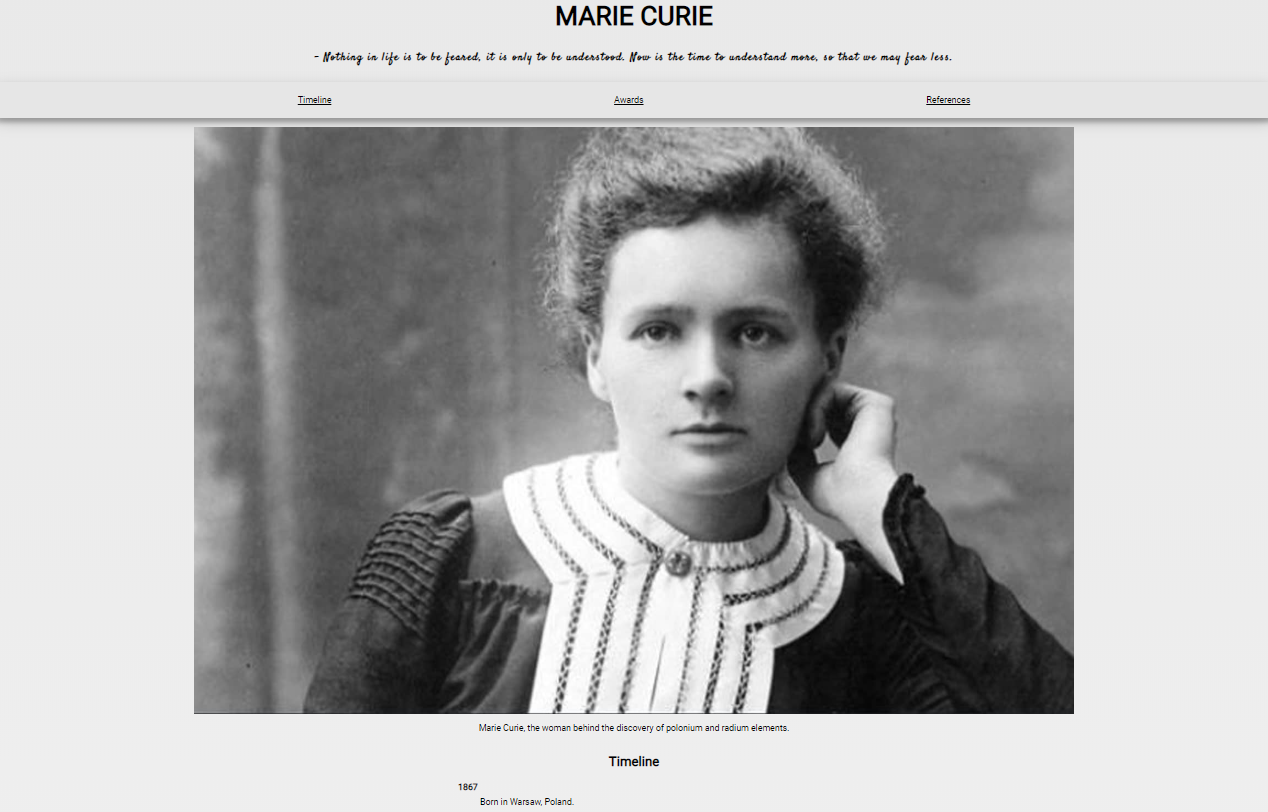 MARIE CURIE
- Nothing in life is to be feared, it is only to be understood. Now is the time to understand more, so that we may fear less.
Timeline Awards References
Marie Curie, the woman behind the discovery of polonium and radium elements.
Timeline
1867
Born in Warsaw, Poland.